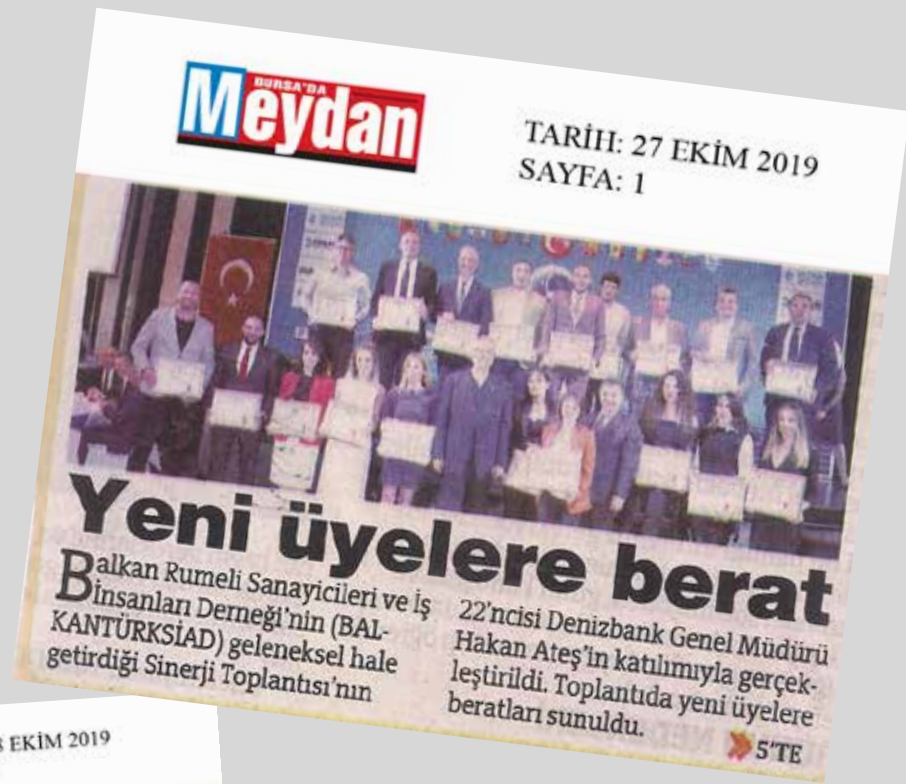 BURSA'DA
Meydan
TARİH: 27 EKİM 2019
SAYFA: 1
Yeni üyelere berat
Balkan Rumeli Sanayicileri ve İş
İnsanları Derneği'nin (BAL-
KANTÜRKSİAD) geleneksel hale
getirdiği Sinerji Toplantısı'nın
22'ncisi Denizbank Genel Müdürü
Hakan Ateş'in katılımıyla gerçek-
leştirildi. Toplantıda yeni üyelere
beratları sunuldu.
5'TE
EKİM 2019